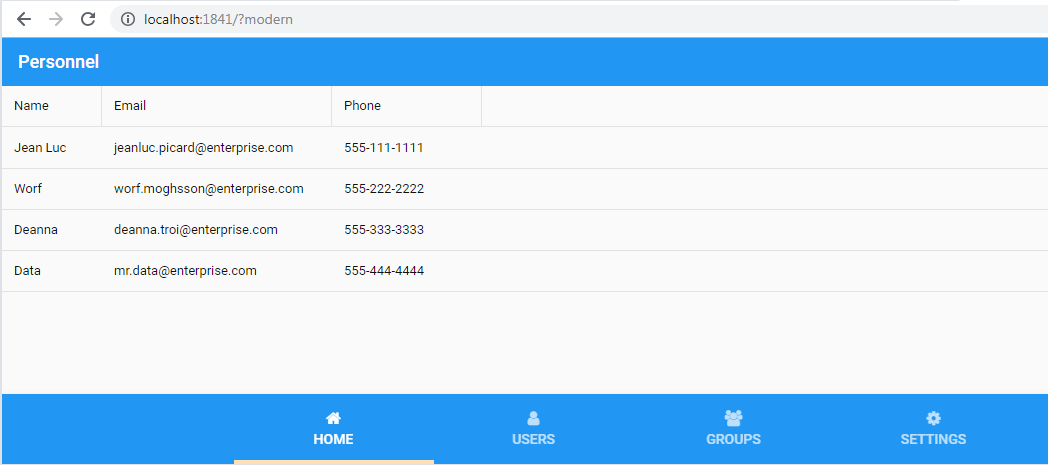 localhost:1841/?modern
Personnel
Name Email Phone
Jean Luc jeanluc.picard@enterprise.com 555-111-1111
Worf worf.moghsson@enterprise.com 555-222-2222
Deanna deanna.troi@enterprise.com 555-333-3333
Data mr.data@enterprise.com 555-444-4444
HOME USERS GROUPS SETTINGS